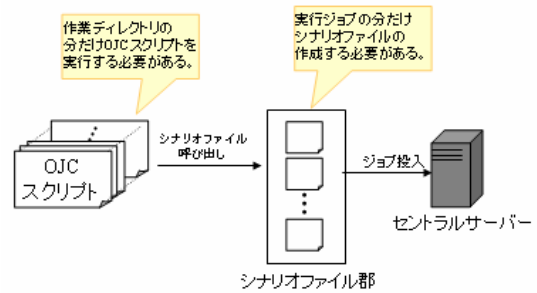 作業ディレクトリの
分だけOJCスクリプトを
実行する必要がある。
実行ジョブの分だけ
シナリオファイルの
作成する必要がある。
OJC
スクリプト
シナリオファイル
呼び出し
ジョブ投入
セントラルサーバー
シナリオファイル郡